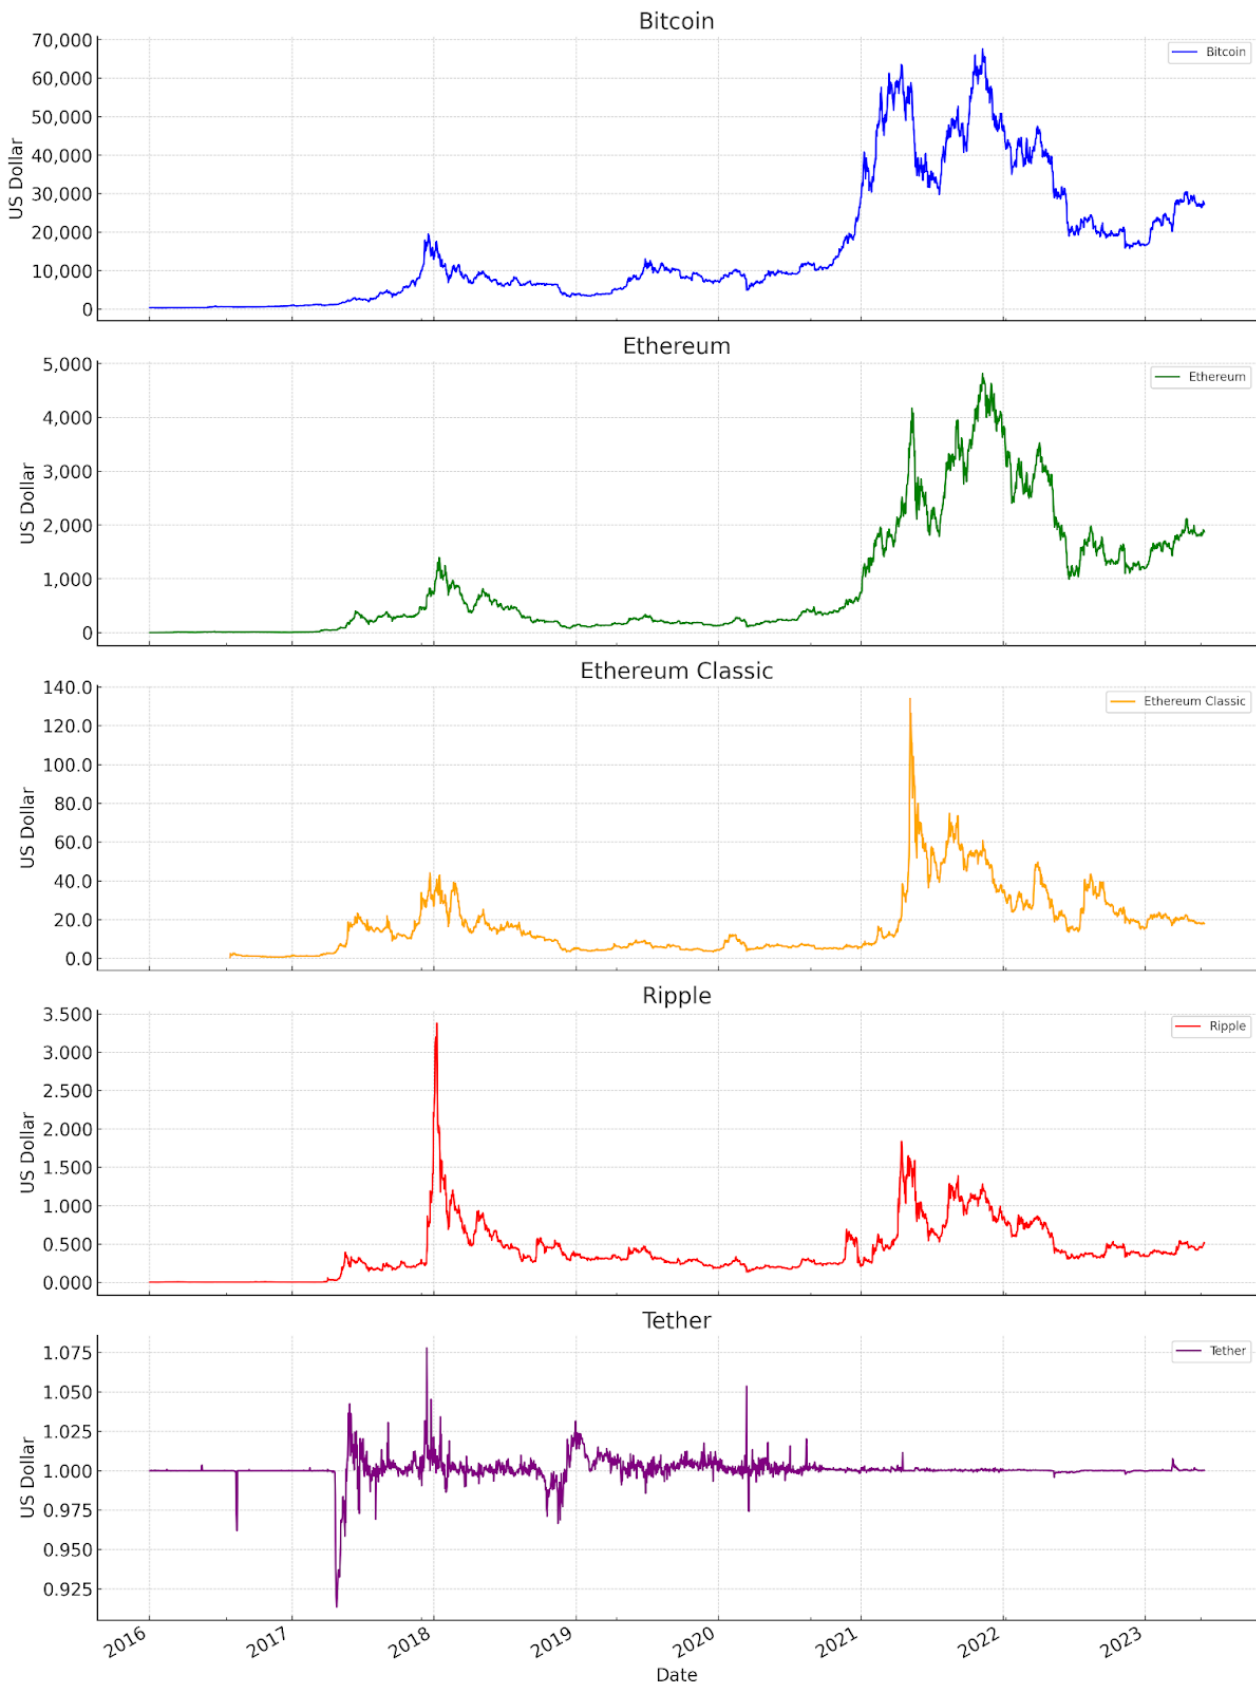 Bitcoin
Bitcoin
US Dollar
70,000
60,000
50,000
40,000
30,000
20,000
10,000
0
Ethereum
Ethereum
US Dollar
5,000
4,000
3,000
2,000
1,000
0
Ethereum Classic
Ethereum Classic
US Dollar
140.0
120.0
100.0
80.0
60.0
40.0
20.0
0.0
Ripple
Ripple
US Dollar
3.500
3.000
2.500
2.000
1.500
1.000
0.500
0.000
Tether
Tether
US Dollar
1.075
1.050
1.025
1.000
0.975
0.950
0.925
2016 2017 2018 2019 2020 2021 2022 2023
Date